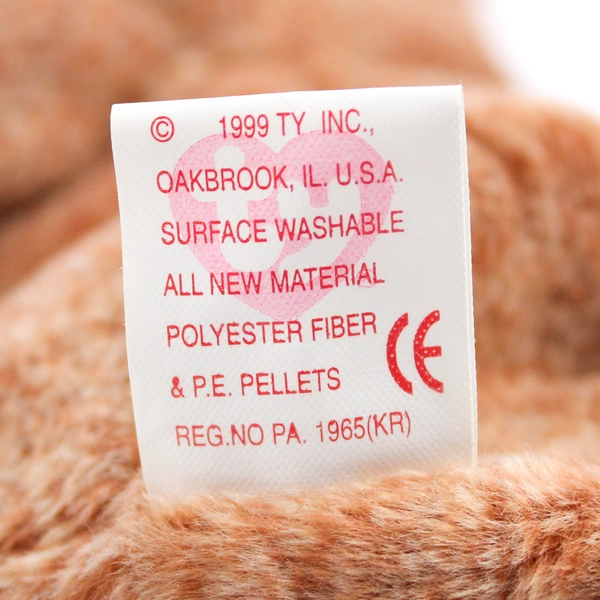 © 1999 TY INC.,
OAKBROOK, IL. U.S.A.
SURFACE WASHABLE
ALL NEW MATERIAL
POLYESTER FIBER
& P.E. PELLETS
REG.NO PA. 1965(KR)
CE
ty